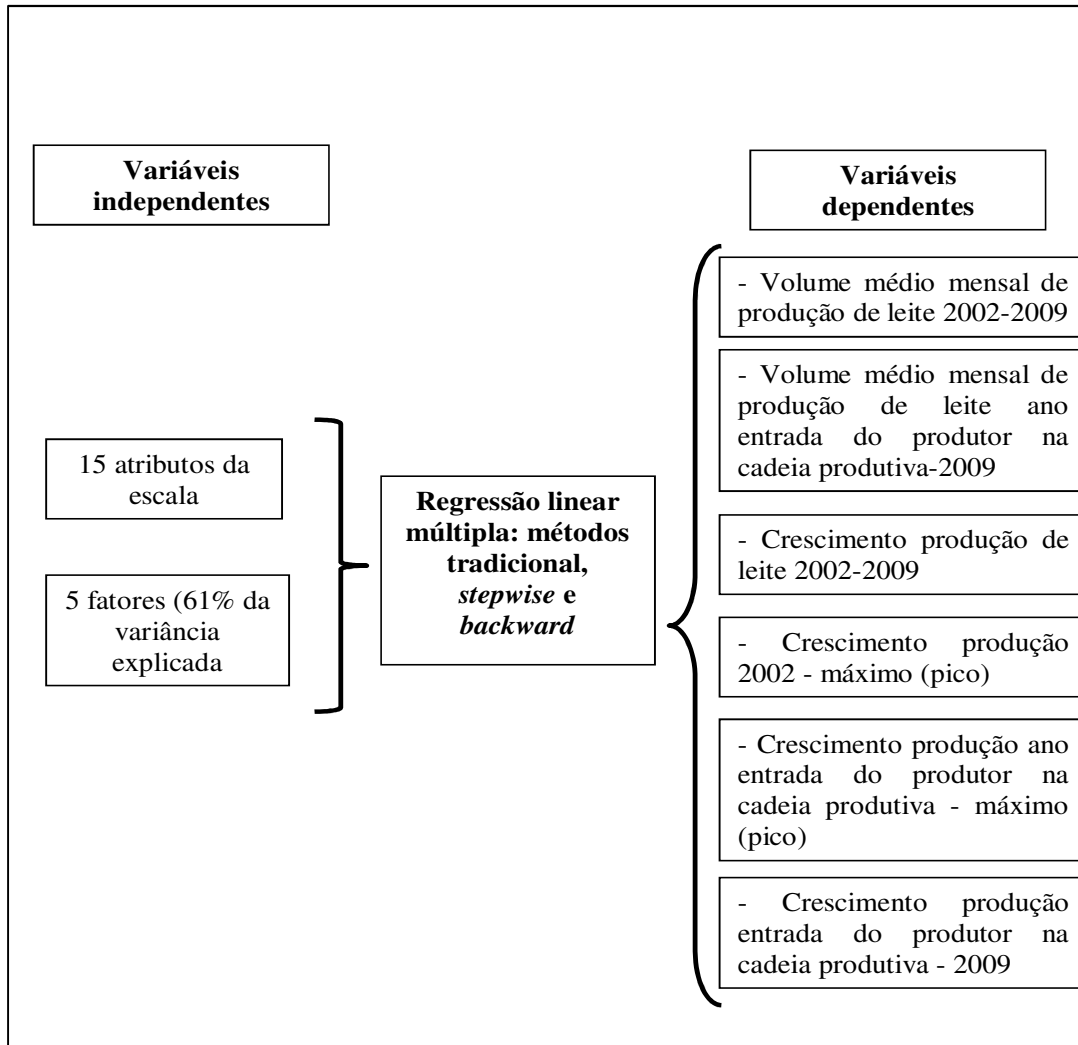 Variáveis
independentes
15 atributos da
escala
5 fatores (61% da
variância
explicada
Regressão linear
múltipla: métodos
tradicional,
stepwise e
backward
Variáveis
dependentes
- Volume médio mensal de
produção de leite 2002-2009
- Volume médio mensal de
produção de leite ano
entrada do produtor na
cadeia produtiva-2009
- Crescimento produção de
leite 2002-2009
- Crescimento produção
2002 - máximo (pico)
- Crescimento produção ano
entrada do produtor na
cadeia produtiva - máximo
(pico)
- Crescimento produção
entrada do produtor na
cadeia produtiva - 2009